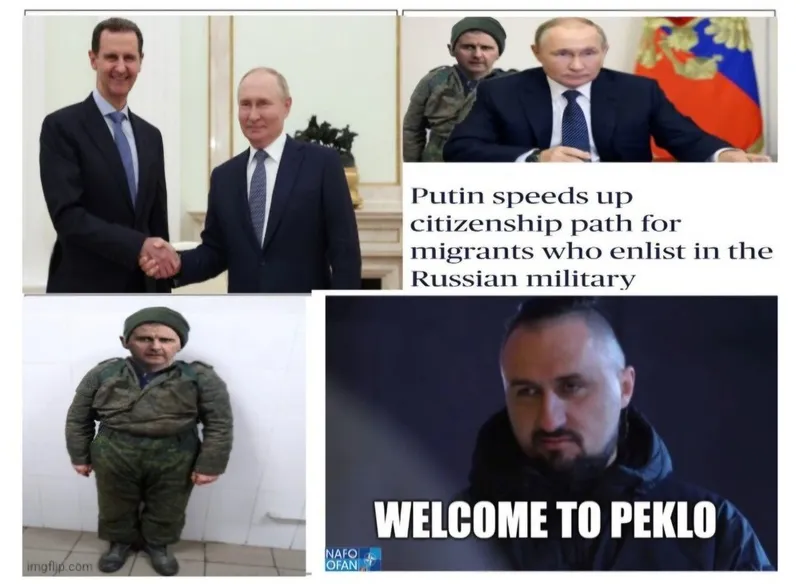 Putin speeds up
citizenship path for
migrants who enlist in the
Russian military
WELCOME TO PEKLO
imgflip.com
NAFO
OFAN